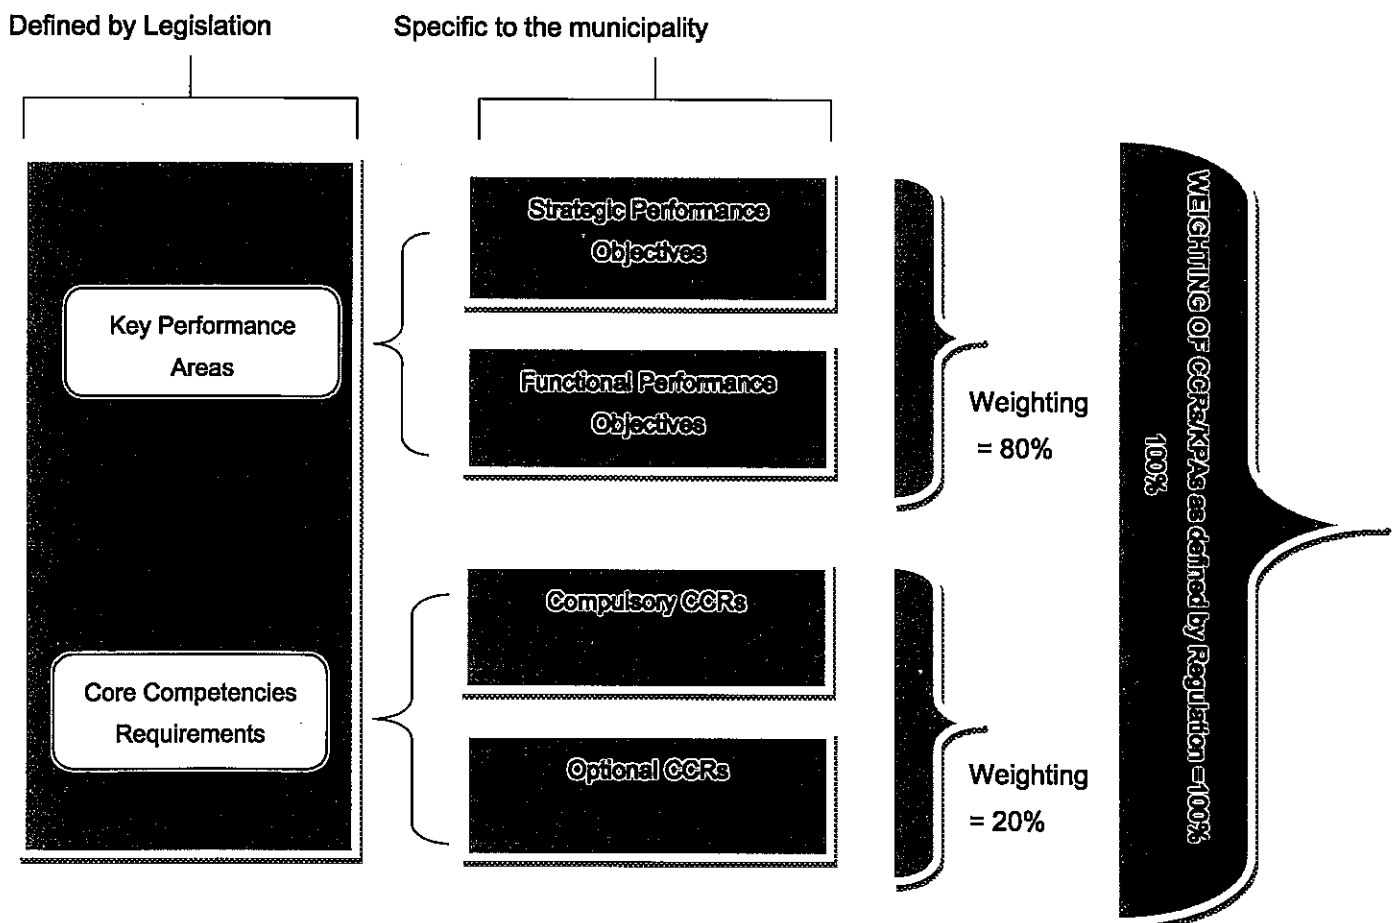 Defined by Legislation
Specific to the municipality
Key Performance
Areas
Core Competencies
Requirements
Strategic Performance
Objectives
Functional Performance
Objectives
Compulsory CCRs
Optional CCRs
Weighting
= 80%
Weighting
= 20%
WEIGHTING OF CCRs/KPAs as defined by Regulation =100%
100%